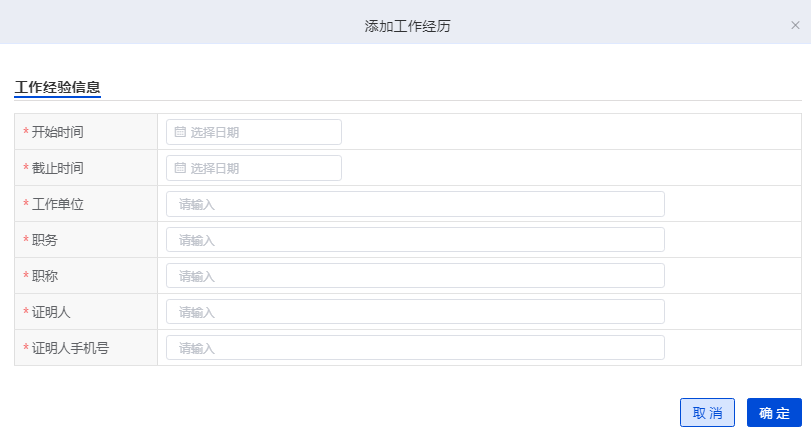 添加工作经历
工作经验信息
* 开始时间 选择日期
* 截止时间 选择日期
* 工作单位 请输入
* 职务 请输入
* 职称 请输入
* 证明人 请输入
* 证明人手机号 请输入
取消 确定